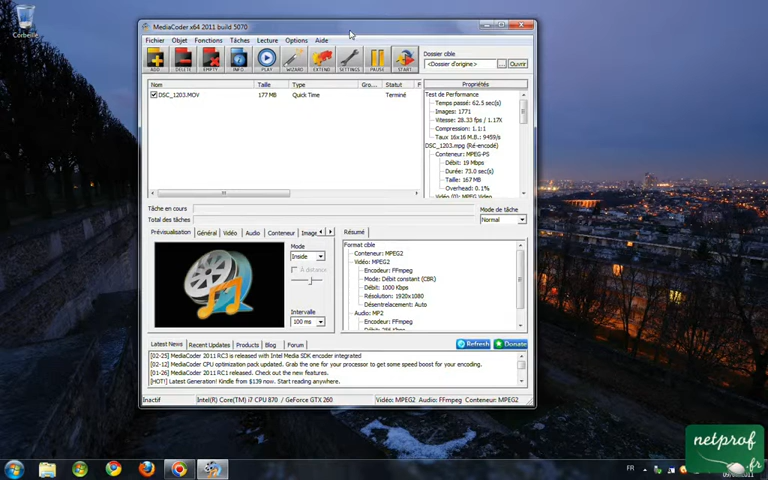 Corbeille
MediaCoder x64 2011 build 5070
Fichier Objet Fonctions Tâches Lecture Options Aide
ADD DELETE EMPTY INFO PLAY WIZARD EXTEND SETTINGS PAUSE START
Dossier cible
<Dossier d'origine> ... Ouvrir
Nom Taille Type Gro... Statut F
DSC_1203.MOV 177 MB Quick Time Terminé
Propriétés
Test de Performance
Temps passé: 62.5 sec(s)
Images: 1771
Vitesse: 28.33 fps / 1.17X
Compression: 1.1:1
Taux 16x16 M.B.: 9459/s
DSC_1203.mpg (Ré-encodé)
Conteneur: MPEG-PS
Débit: 19 Mbps
Durée: 73.0 sec(s)
Taille: 167 MB
Overhead: 0.1%
Vidéo (0): MPEG Video
Tâche en cours
Total des tâches
Mode de tâche
Normal
Prévisualisation Général Vidéo Audio Conteneur Image
Mode
Inside
À distance
Intervalle
100 ms
Résumé
Format cible
Conteneur: MPEG2
Vidéo: MPEG2
Encodeur: FFmpeg
Mode: Débit constant (CBR)
Débit: 1000 Kbps
Résolution: 1920x1080
Désentrelacement: Auto
Audio: MP2
Encodeur: FFmpeg
Latest News Recent Updates Products Blog Forum
Refresh Donate
[02-25] MediaCoder 2011 RC3 is released with Intel Media SDK encoder integrated
[02-12] MediaCoder CPU optimization pack updated. Grab the one for your processor to get some speed boost for your encoding.
[01-26] MediaCoder 2011 RC1 released. Check out the new features.
[HOT!] Latest Generation! Kindle from $139 now. Start reading anywhere.
Inactif Intel(R) Core(TM) i7 CPU 870 / GeForce GTX 260 Vidéo: MPEG2 Audio: FFmpeg Conteneur: MPEG2
netprof
.fr
FR